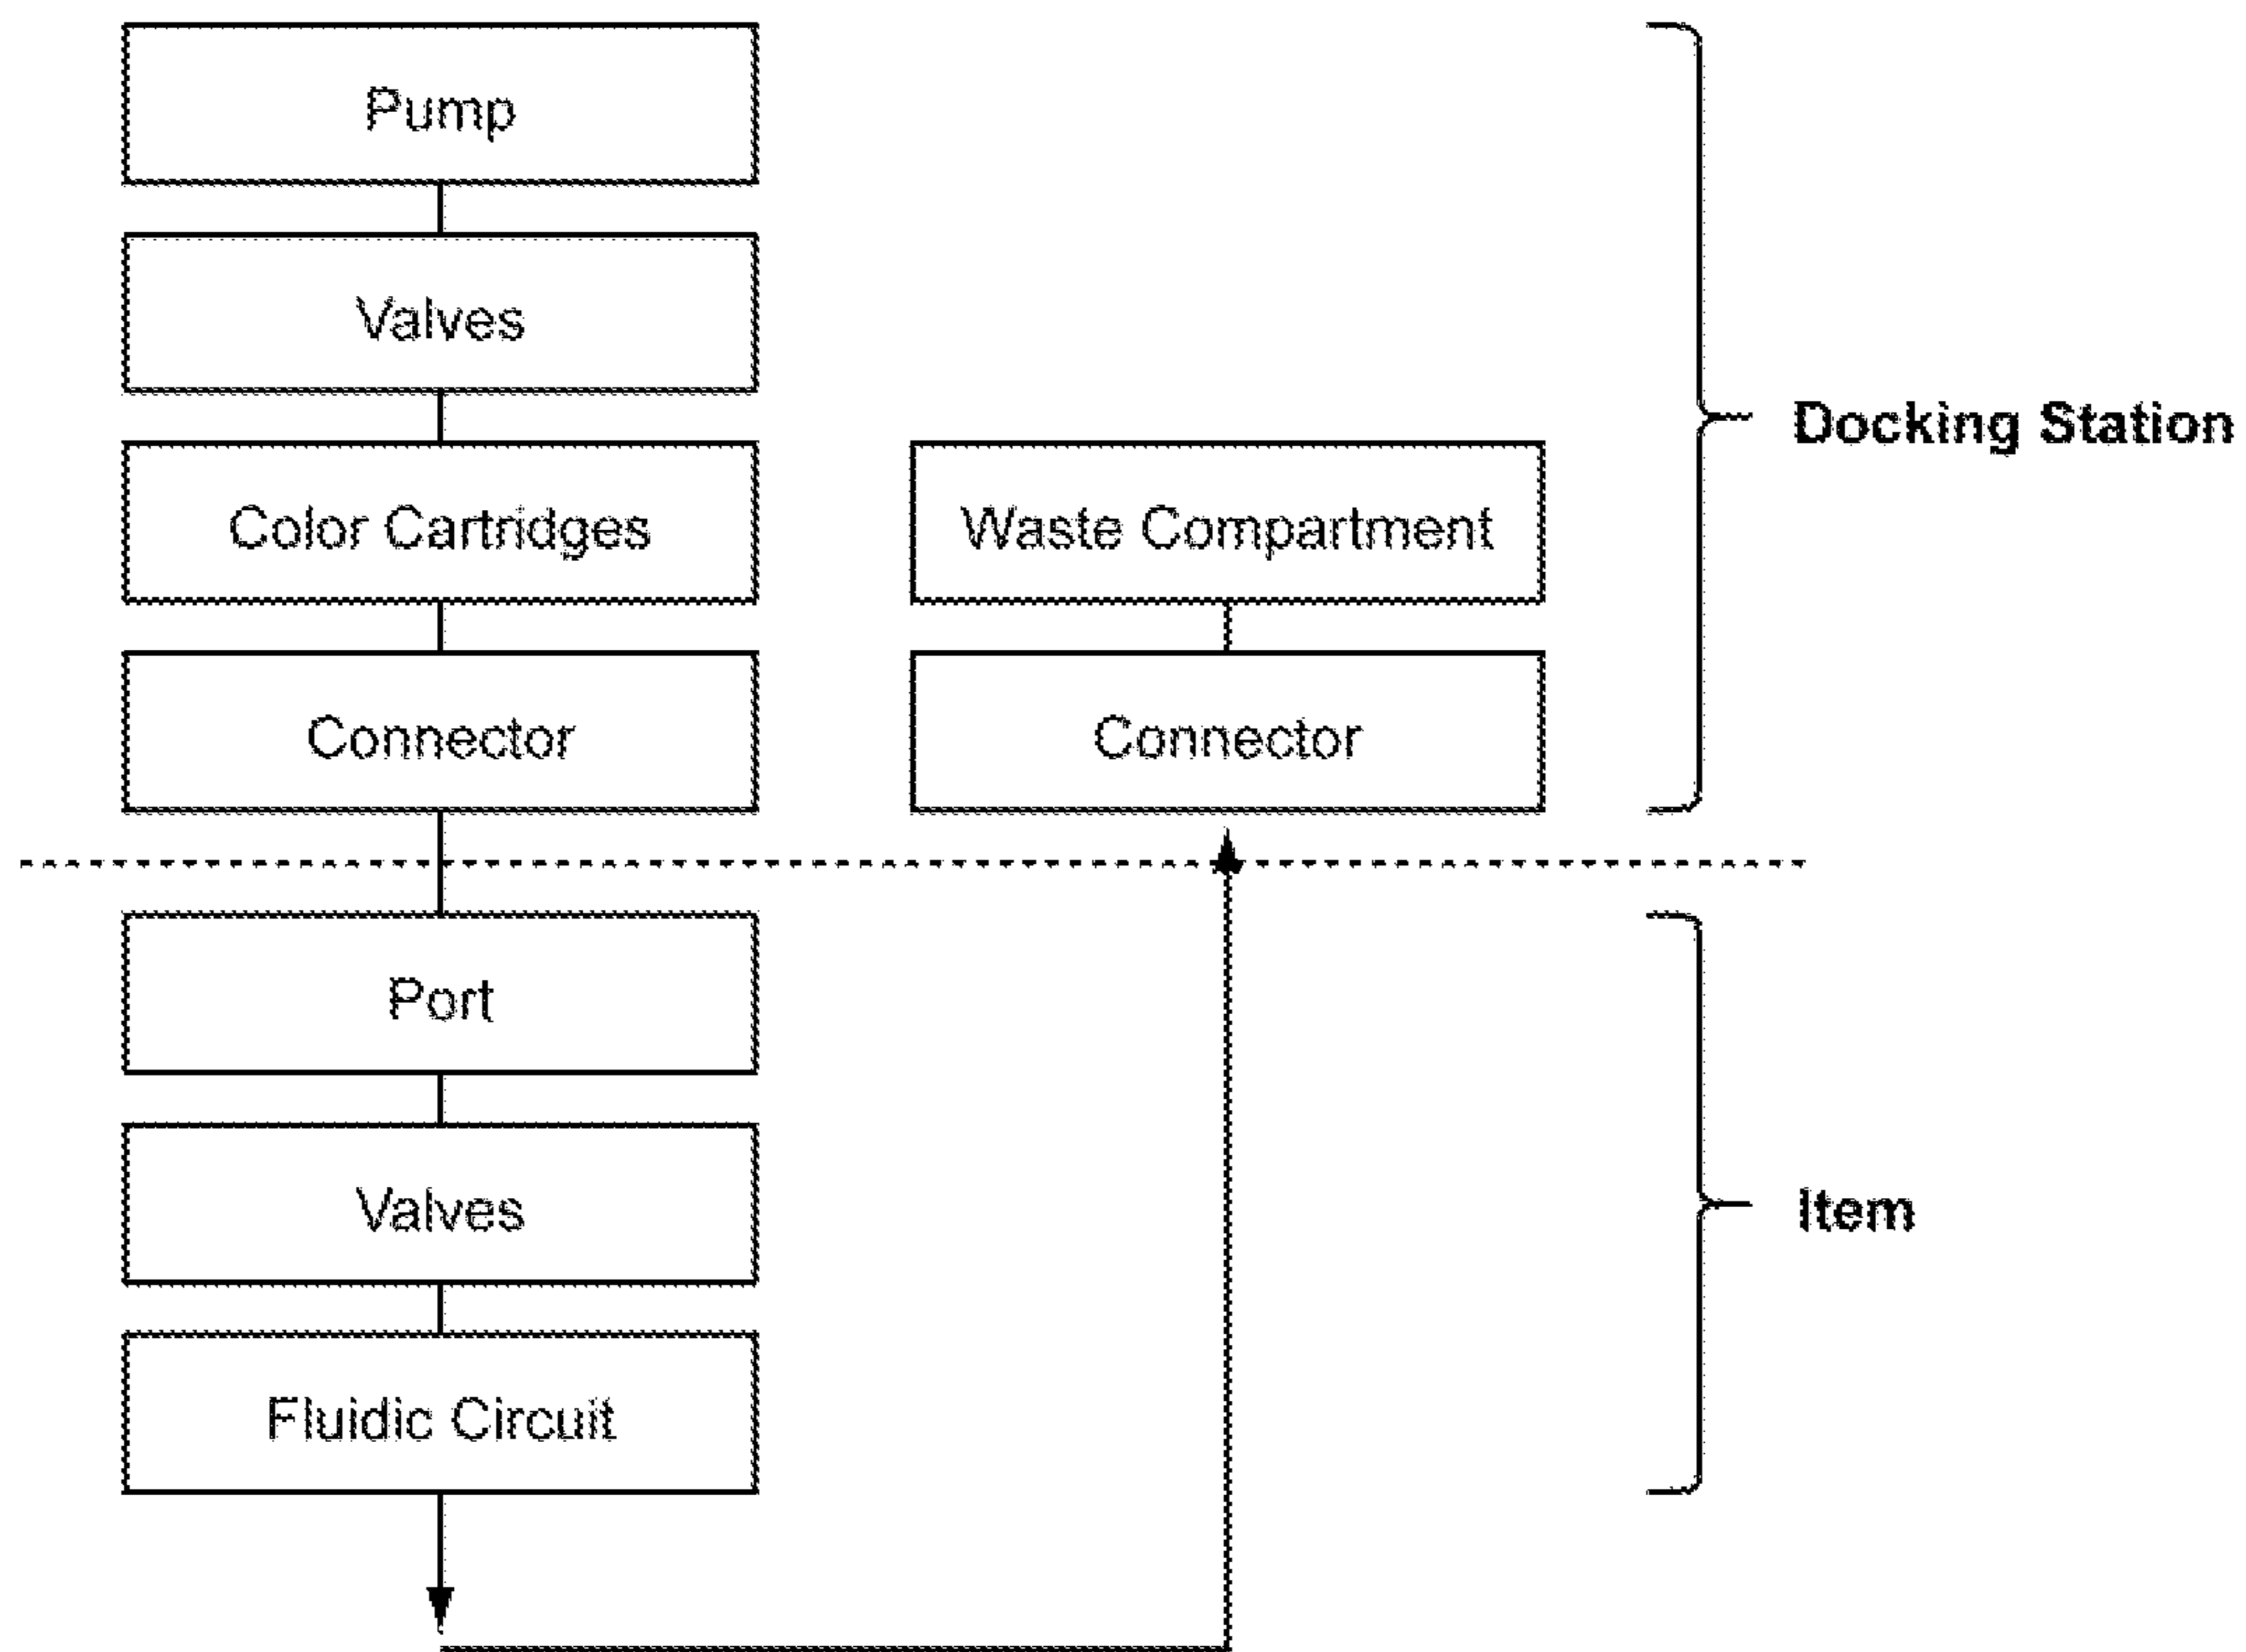 Pump
Valves
Color Cartridges
Waste Compartment
Connector
Connector
Docking Station
Port
Valves
Fluidic Circuit
Item